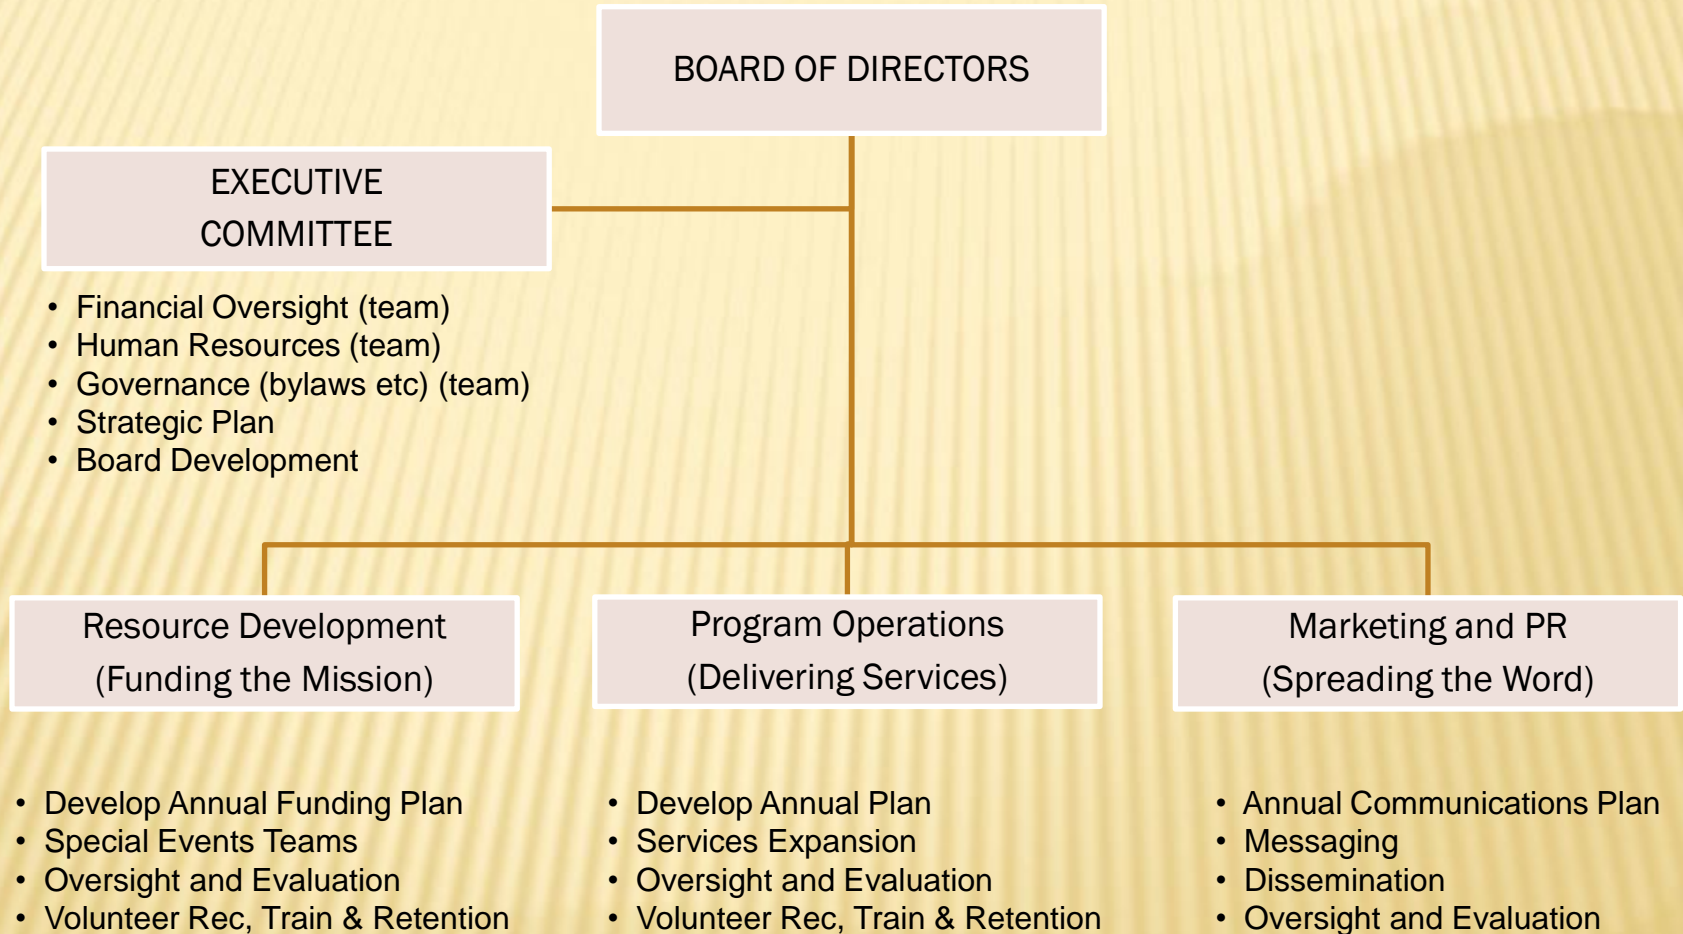 BOARD OF DIRECTORS
EXECUTIVE
COMMITTEE
• Financial Oversight (team)
• Human Resources (team)
• Governance (bylaws etc) (team)
• Strategic Plan
• Board Development
Resource Development
(Funding the Mission)
• Develop Annual Funding Plan
• Special Events Teams
• Oversight and Evaluation
• Volunteer Rec, Train & Retention
Program Operations
(Delivering Services)
• Develop Annual Plan
• Services Expansion
• Oversight and Evaluation
• Volunteer Rec, Train & Retention
Marketing and PR
(Spreading the Word)
• Annual Communications Plan
• Messaging
• Dissemination
• Oversight and Evaluation